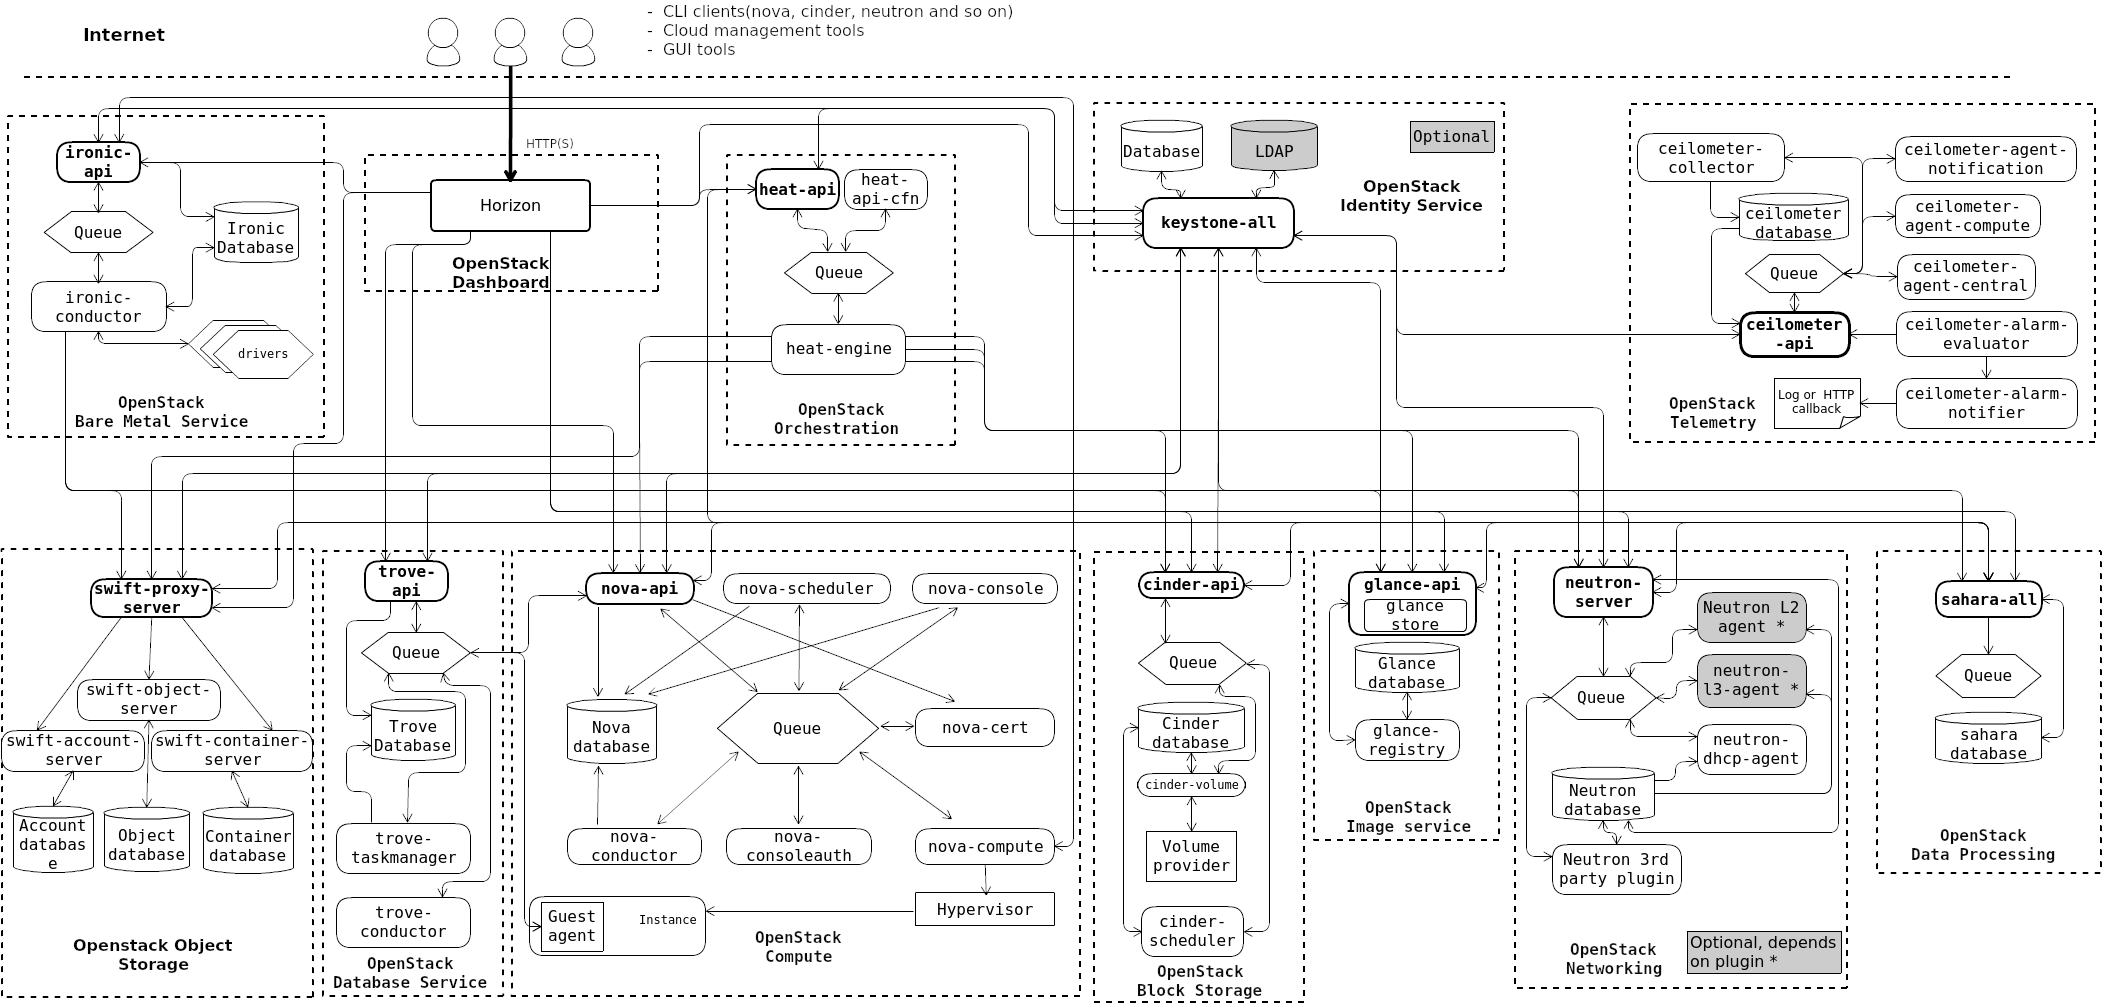 Internet
- CLI clients(nova, cinder, neutron and so on)
- Cloud management tools
- GUI tools
HTTP(S)
ironic-
api
Queue
Ironic
Database
ironic-
conductor
drivers
OpenStack
Bare Metal Service
Horizon
OpenStack
Dashboard
heat-api
heat-
api-cfn
Queue
heat-engine
OpenStack
Orchestration
Database
LDAP
Optional
OpenStack
Identity Service
keystone-all
ceilometer-
collector
ceilometer-agent-
notification
ceilometer
database
ceilometer-
agent-compute
Queue
ceilometer-
agent-central
ceilometer
-api
ceilometer-alarm-
evaluator
Log or HTTP
callback
ceilometer-alarm-
notifier
OpenStack
Telemetry
swift-proxy-
server
swift-object-
server
swift-account-
server
swift-container-
server
Account
databas
e
Object
database
Container
database
Openstack Object
Storage
trove-
api
Queue
Trove
Database
trove-
taskmanager
trove-
conductor
OpenStack
Database Service
nova-api
nova-scheduler
nova-console
Nova
database
Queue
nova-cert
nova-
conductor
nova-
consoleauth
nova-compute
Guest
agent
Instance
Hypervisor
OpenStack
Compute
cinder-api
Queue
Cinder
database
cinder-volume
Volume
provider
cinder-
scheduler
OpenStack
Block Storage
glance-api
glance
store
Glance
database
glance-
registry
OpenStack
Image service
neutron-
server
Neutron L2
agent *
neutron-
l3-agent *
Queue
neutron-
dhcp-agent
Neutron
database
Neutron 3rd
party plugin
OpenStack
Networking
Optional, depends
on plugin *
sahara-all
Queue
sahara
database
OpenStack
Data Processing